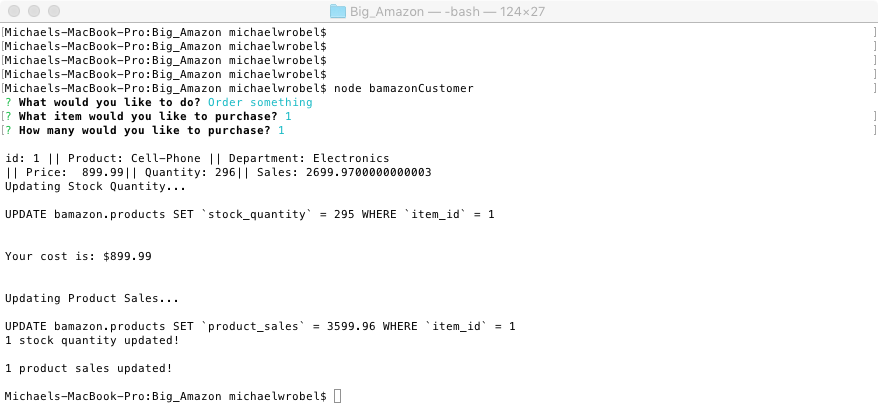 Big_Amazon — -bash — 124×27
[Michaels-MacBook-Pro:Big_Amazon michaelwrobel$ ]
[Michaels-MacBook-Pro:Big_Amazon michaelwrobel$ ]
[Michaels-MacBook-Pro:Big_Amazon michaelwrobel$ ]
[Michaels-MacBook-Pro:Big_Amazon michaelwrobel$ ]
[Michaels-MacBook-Pro:Big_Amazon michaelwrobel$ node bamazonCustomer ]
? What would you like to do? Order something
[? What item would you like to purchase? 1 ]
[? How many would you like to purchase? 1 ]
id: 1 || Product: Cell-Phone || Department: Electronics
|| Price:  899.99|| Quantity: 296|| Sales: 2699.9700000000003
Updating Stock Quantity...
UPDATE bamazon.products SET `stock_quantity` = 295 WHERE `item_id` = 1
Your cost is: $899.99
Updating Product Sales...
UPDATE bamazon.products SET `product_sales` = 3599.96 WHERE `item_id` = 1
1 stock quantity updated!
1 product sales updated!
Michaels-MacBook-Pro:Big_Amazon michaelwrobel$